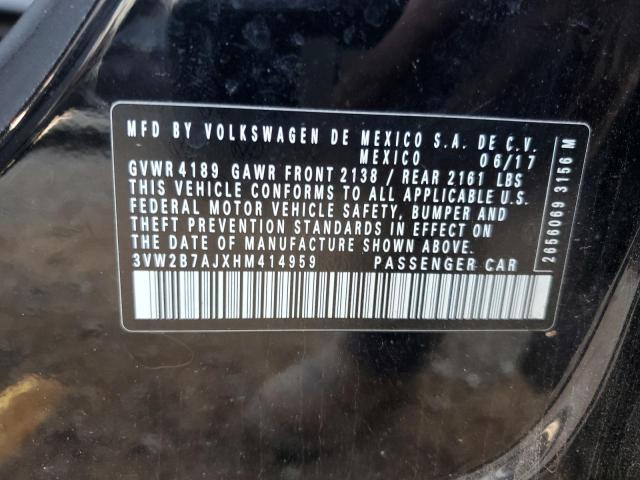 MFD BY VOLKSWAGEN DE MEXICO S.A. DE C.V.
MEXICO 06/17
GVWR 4189 GAWR FRONT 2138 / REAR 2161 LBS
THIS VEHICLE CONFORMS TO ALL APPLICABLE U.S.
FEDERAL MOTOR VEHICLE SAFETY, BUMPER AND
THEFT PREVENTION STANDARDS IN EFFECT ON
THE DATE OF MANUFACTURE SHOWN ABOVE.
3VW2B7AJXHM414959 PASSENGER CAR
2656069 3156 M